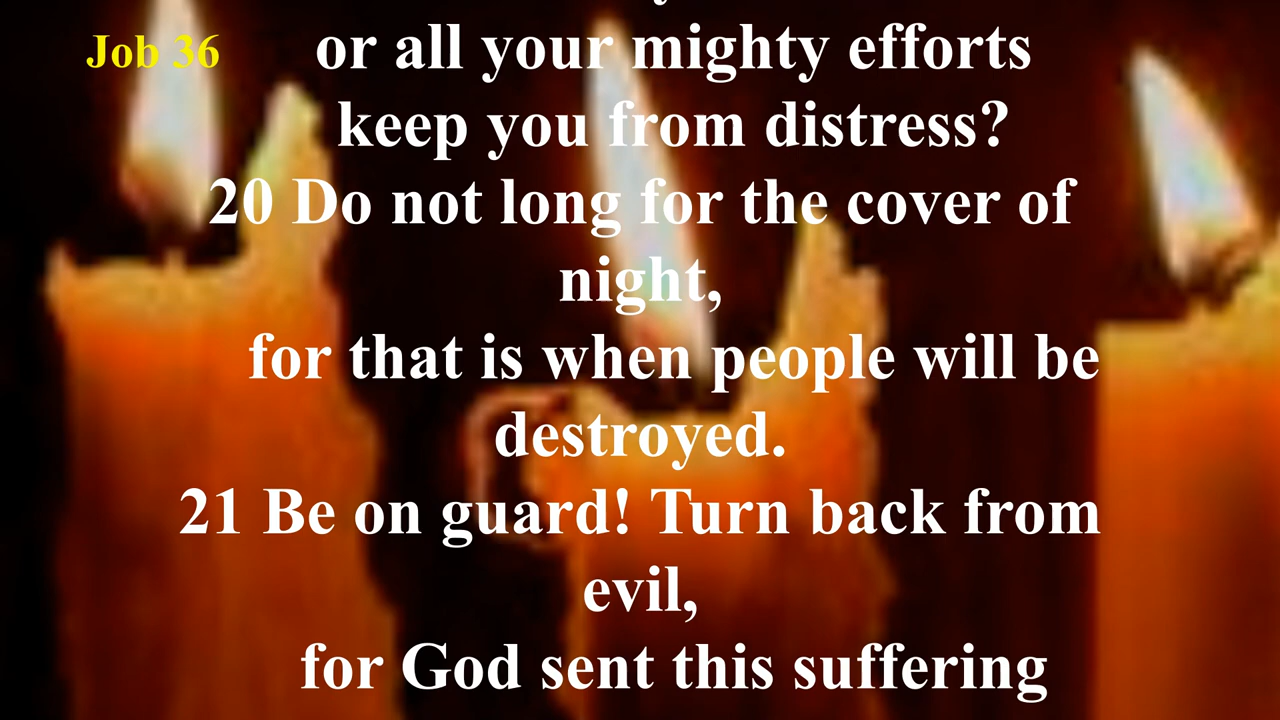 Job 36
or all your mighty efforts
keep you from distress?
20 Do not long for the cover of
night,
for that is when people will be
destroyed.
21 Be on guard! Turn back from
evil,
for God sent this suffering